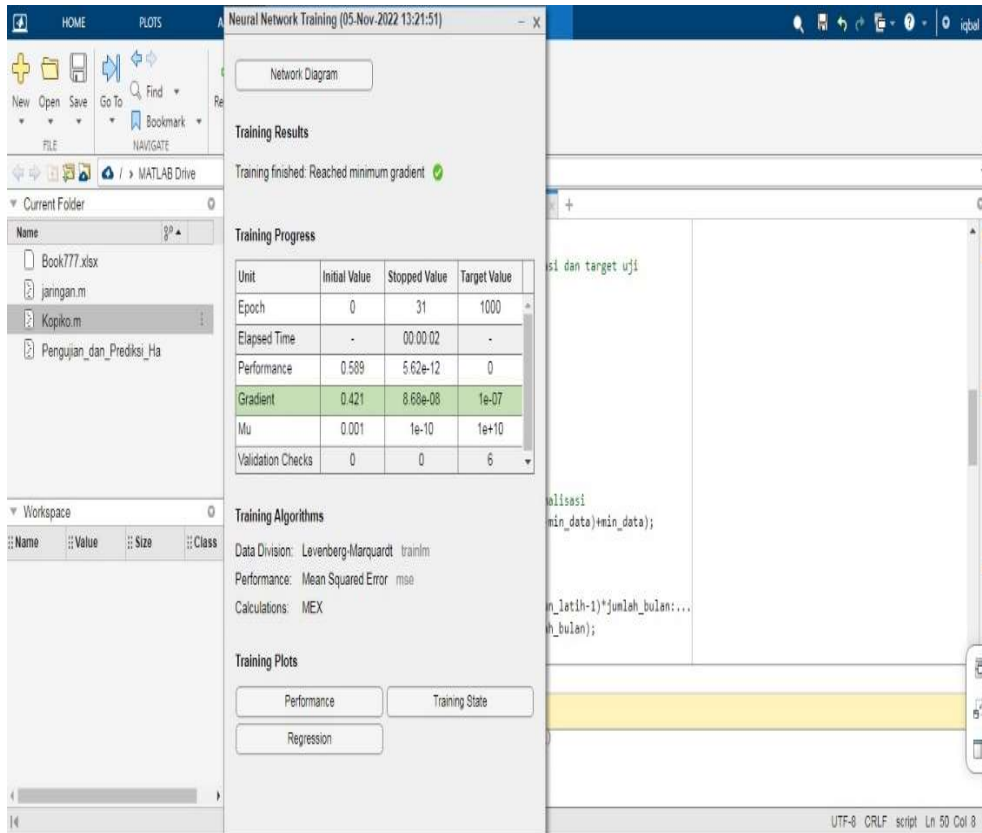 HOME PLOTS A
iqbal
New Open Save Go To Find Bookmark Re
FILE NAVIGATE
/ › MATLAB Drive
Current Folder
Name
Book777.xlsx
jaringan.m
Kopiko.m
Pengujian_dan_Prediksi_Ha
Workspace
Name Value Size Class
Neural Network Training (05-Nov-2022 13:21:51) - X
Network Diagram
Training Results
Training finished: Reached minimum gradient
Training Progress
Unit Initial Value Stopped Value Target Value
Epoch 0 31 1000
Elapsed Time - 00:00:02 -
Performance 0.589 5.62e-12 0
Gradient 0.421 8.68e-08 1e-07
Mu 0.001 1e-10 1e+10
Validation Checks 0 0 6
Training Algorithms
Data Division: Levenberg-Marquardt trainlm
Performance: Mean Squared Error mse
Calculations: MEX
Training Plots
Performance Training State
Regression
si dan target uji
alisasi
min_data)+min_data);
n_latih-1)*jumlah_bulan:...
h_bulan);
UTF-8 CRLF script Ln 50 Col 8